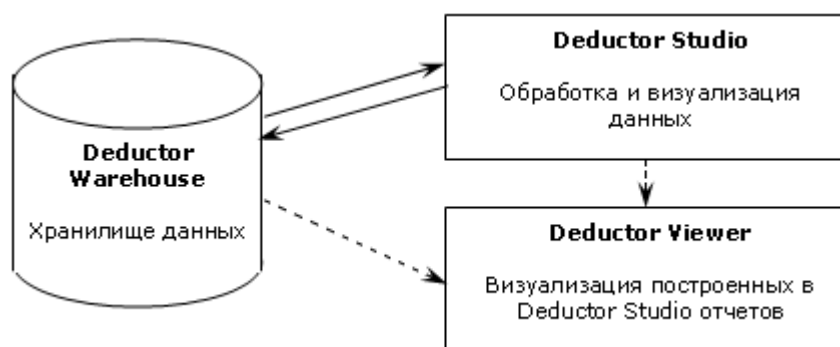 Deductor
Warehouse
Хранилище данных
Deductor Studio
Обработка и визуализация
данных
Deductor Viewer
Визуализация построенных в
Deductor Studio отчетов